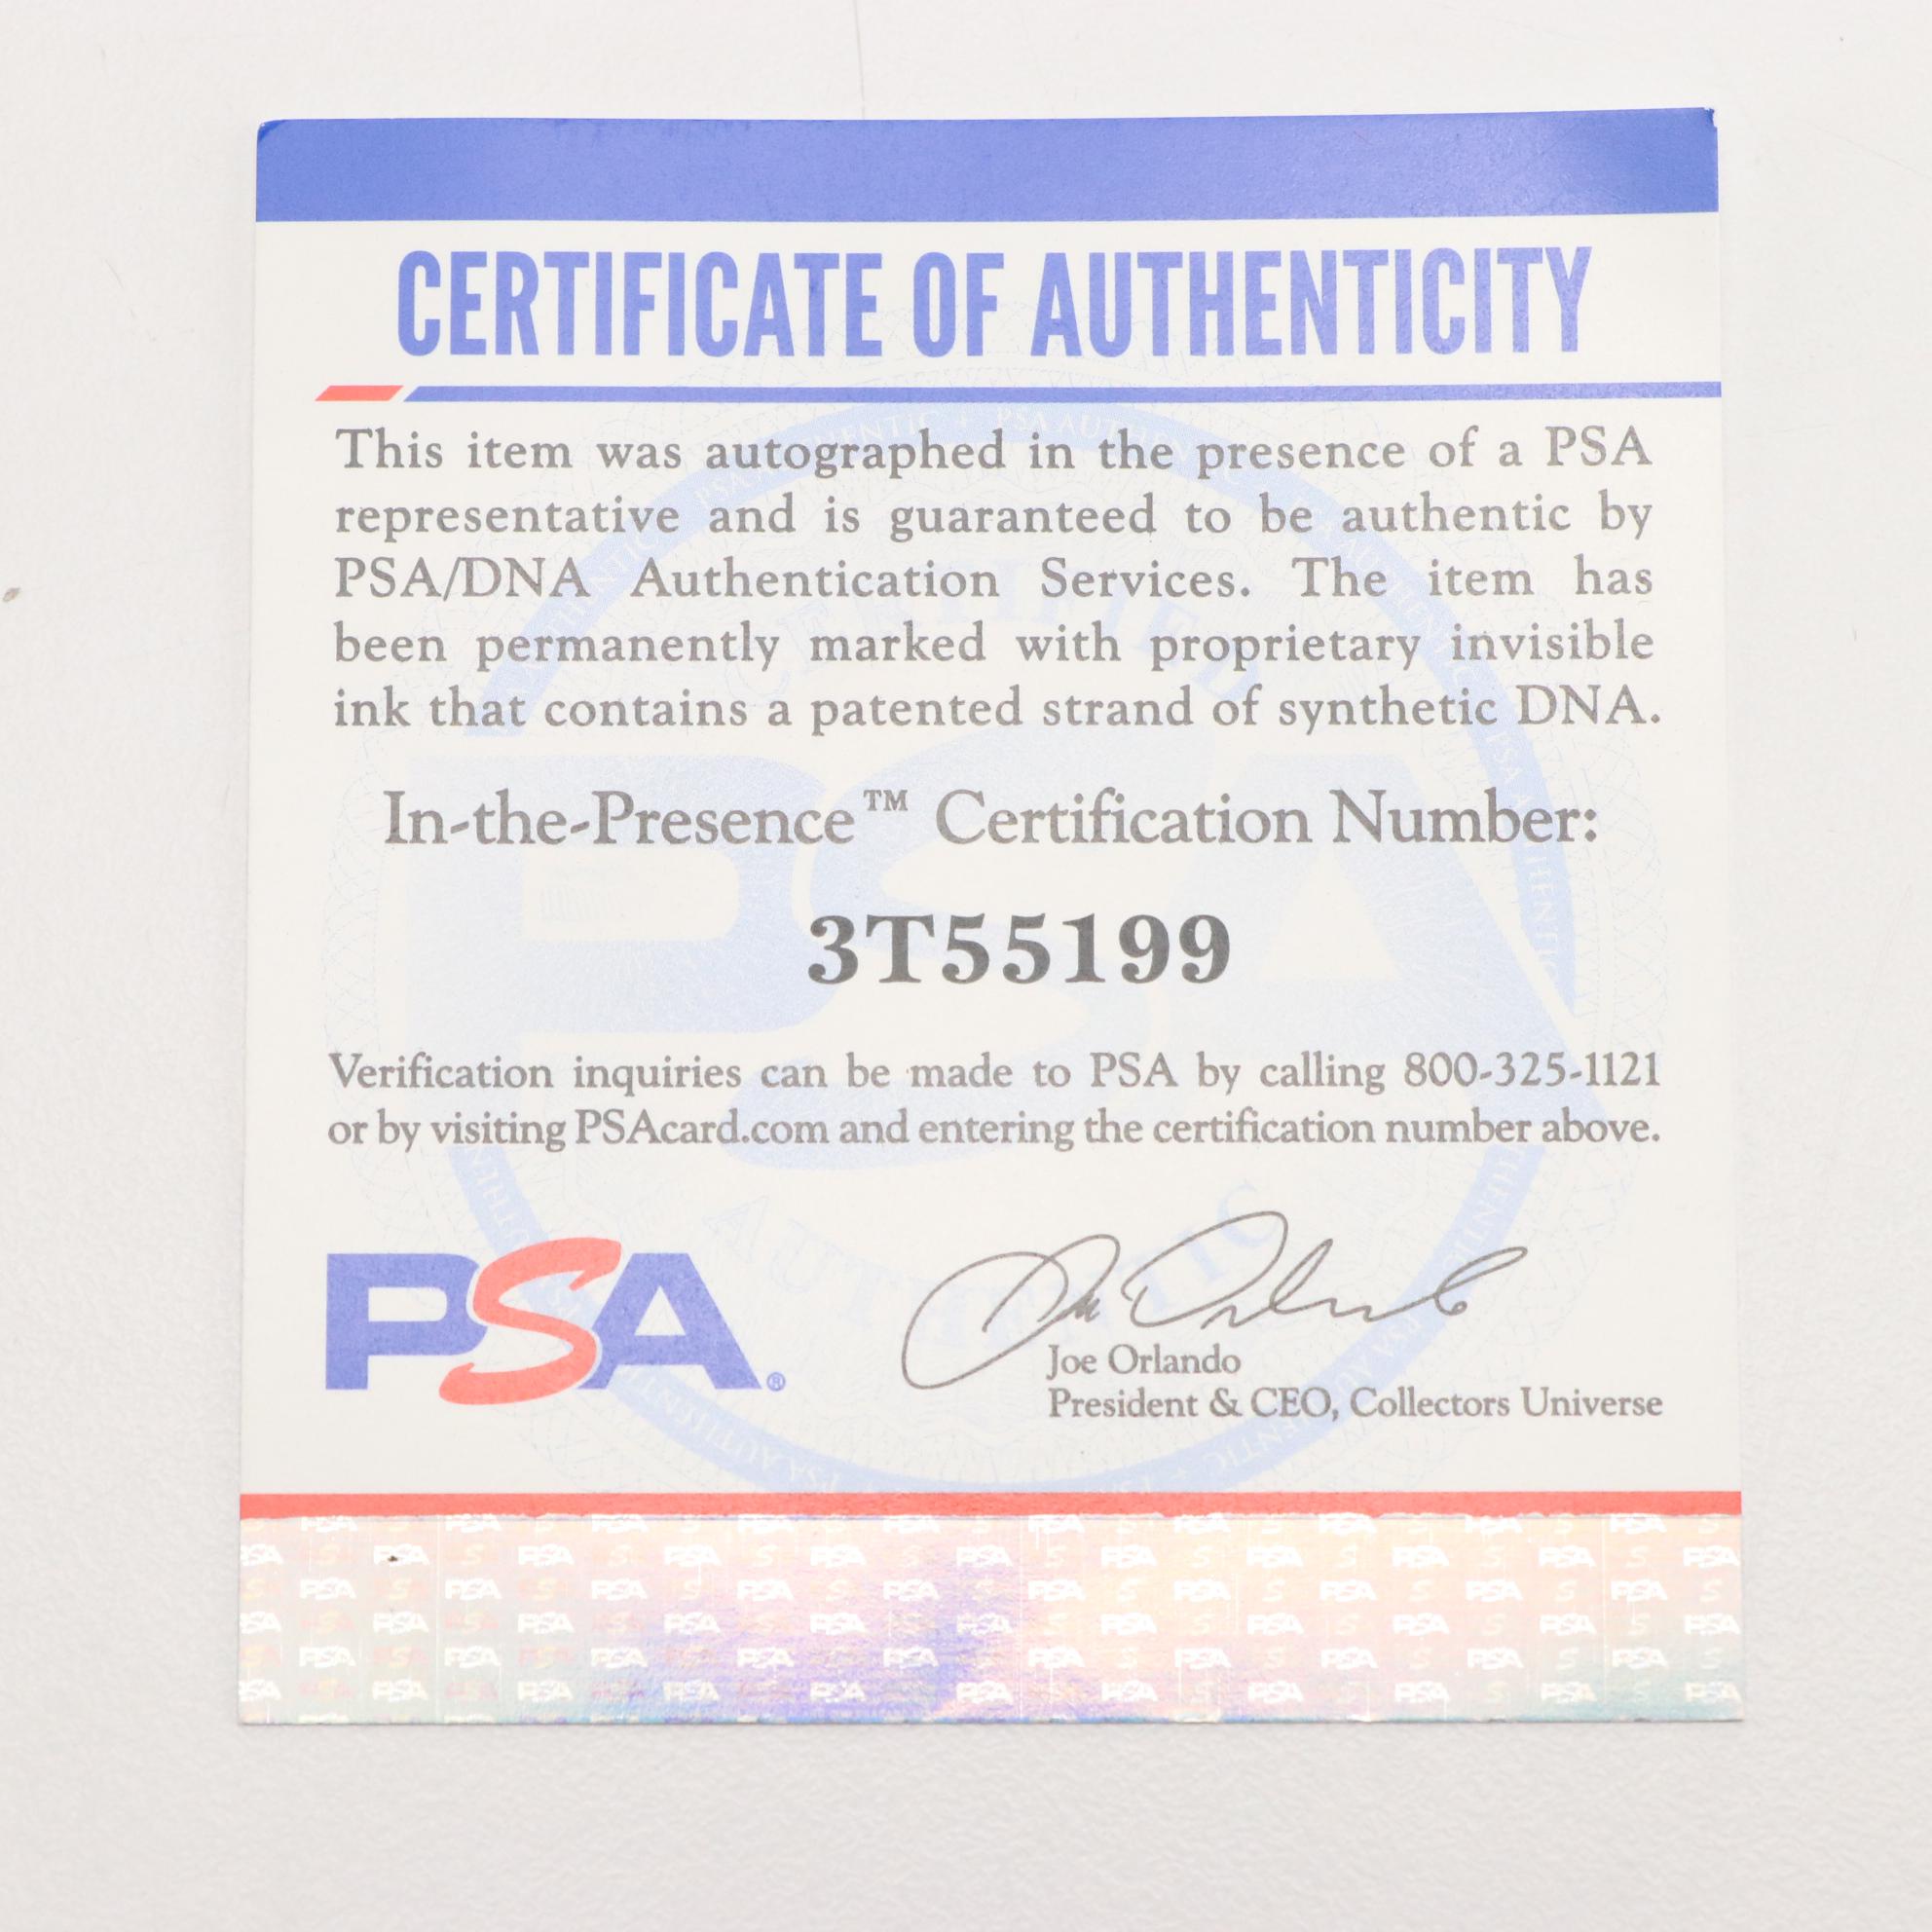 CERTIFICATE OF AUTHENTICITY
This item was autographed in the presence of a PSA
representative and is guaranteed to be authentic by
PSA/DNA Authentication Services. The item has
been permanently marked with proprietary invisible
ink that contains a patented strand of synthetic DNA.
In-the-Presence™ Certification Number:
3T55199
Verification inquiries can be made to PSA by calling 800-325-1121
or by visiting PSAcard.com and entering the certification number above.
PSA®
Joe Orlando
Joe Orlando
President & CEO, Collectors Universe